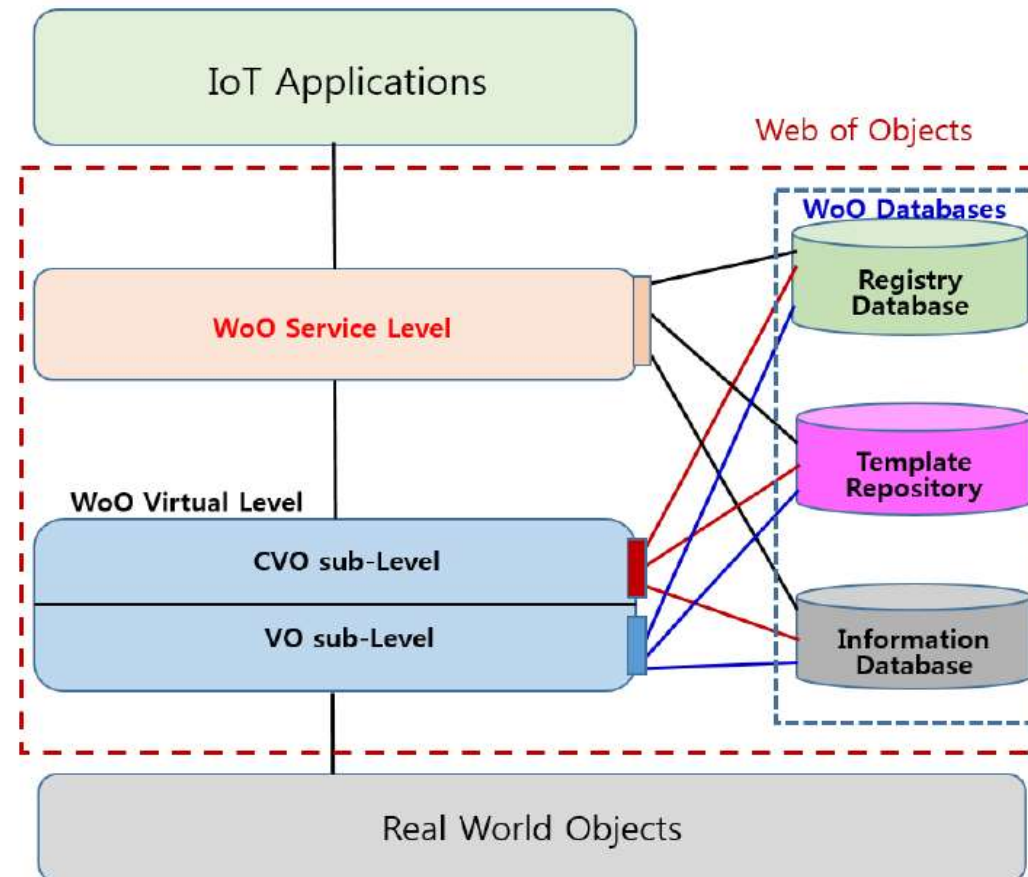 IoT Applications
Web of Objects
WoO Databases
Registry
Database
WoO Service Level
Template
Repository
WoO Virtual Level
CVO sub-Level
VO sub-Level
Information
Database
Real World Objects